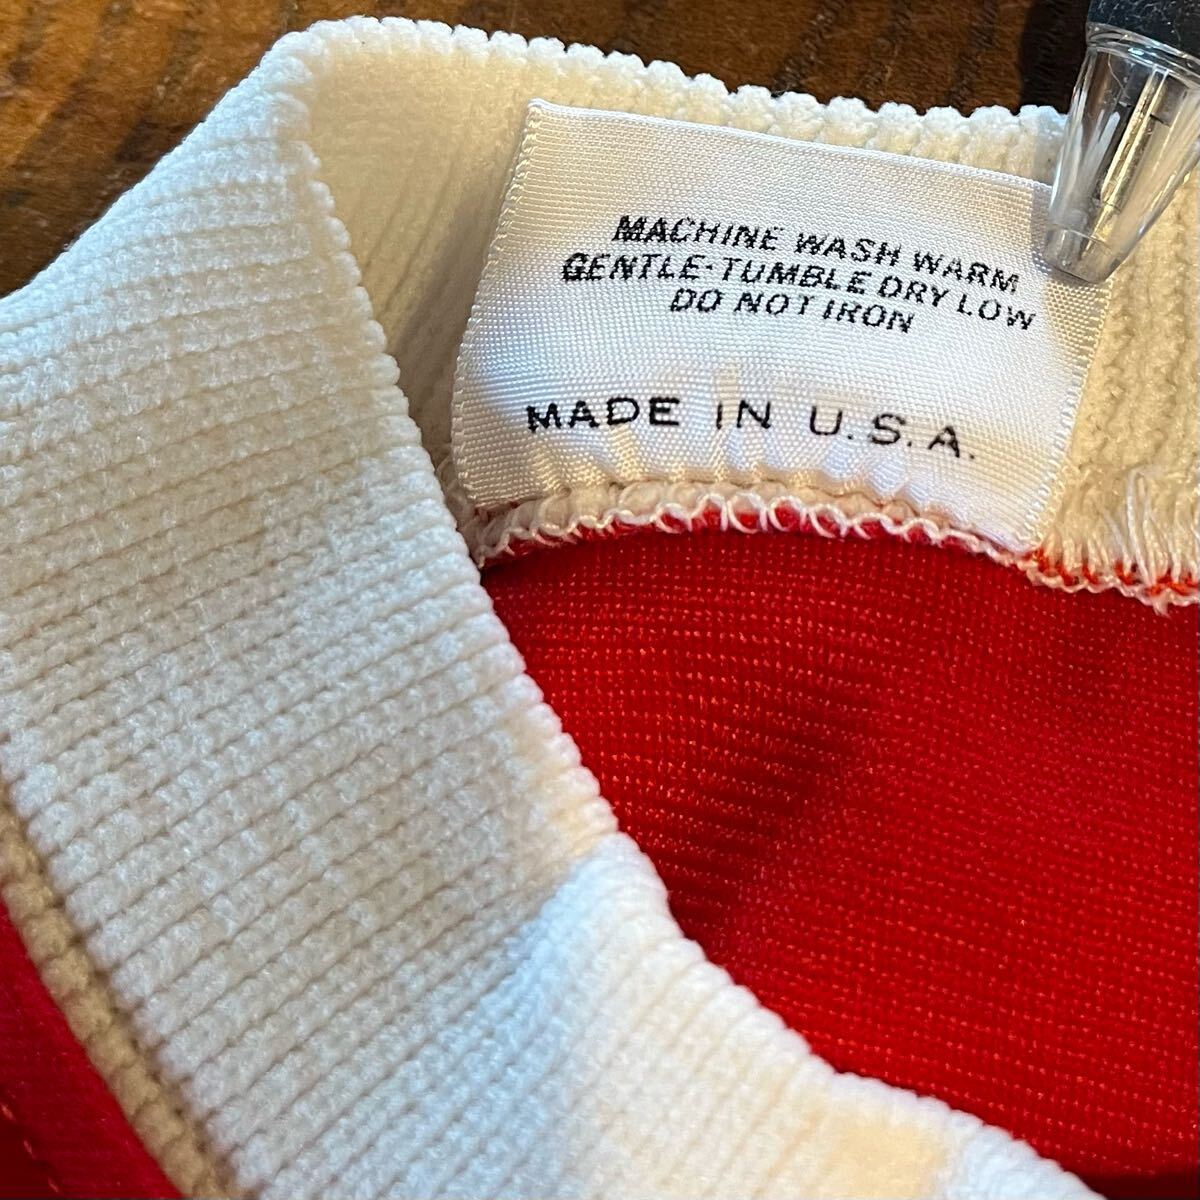 MACHINE WASH WARM
GENTLE-TUMBLE DRY LOW
DO NOT IRON
MADE IN U.S.A.